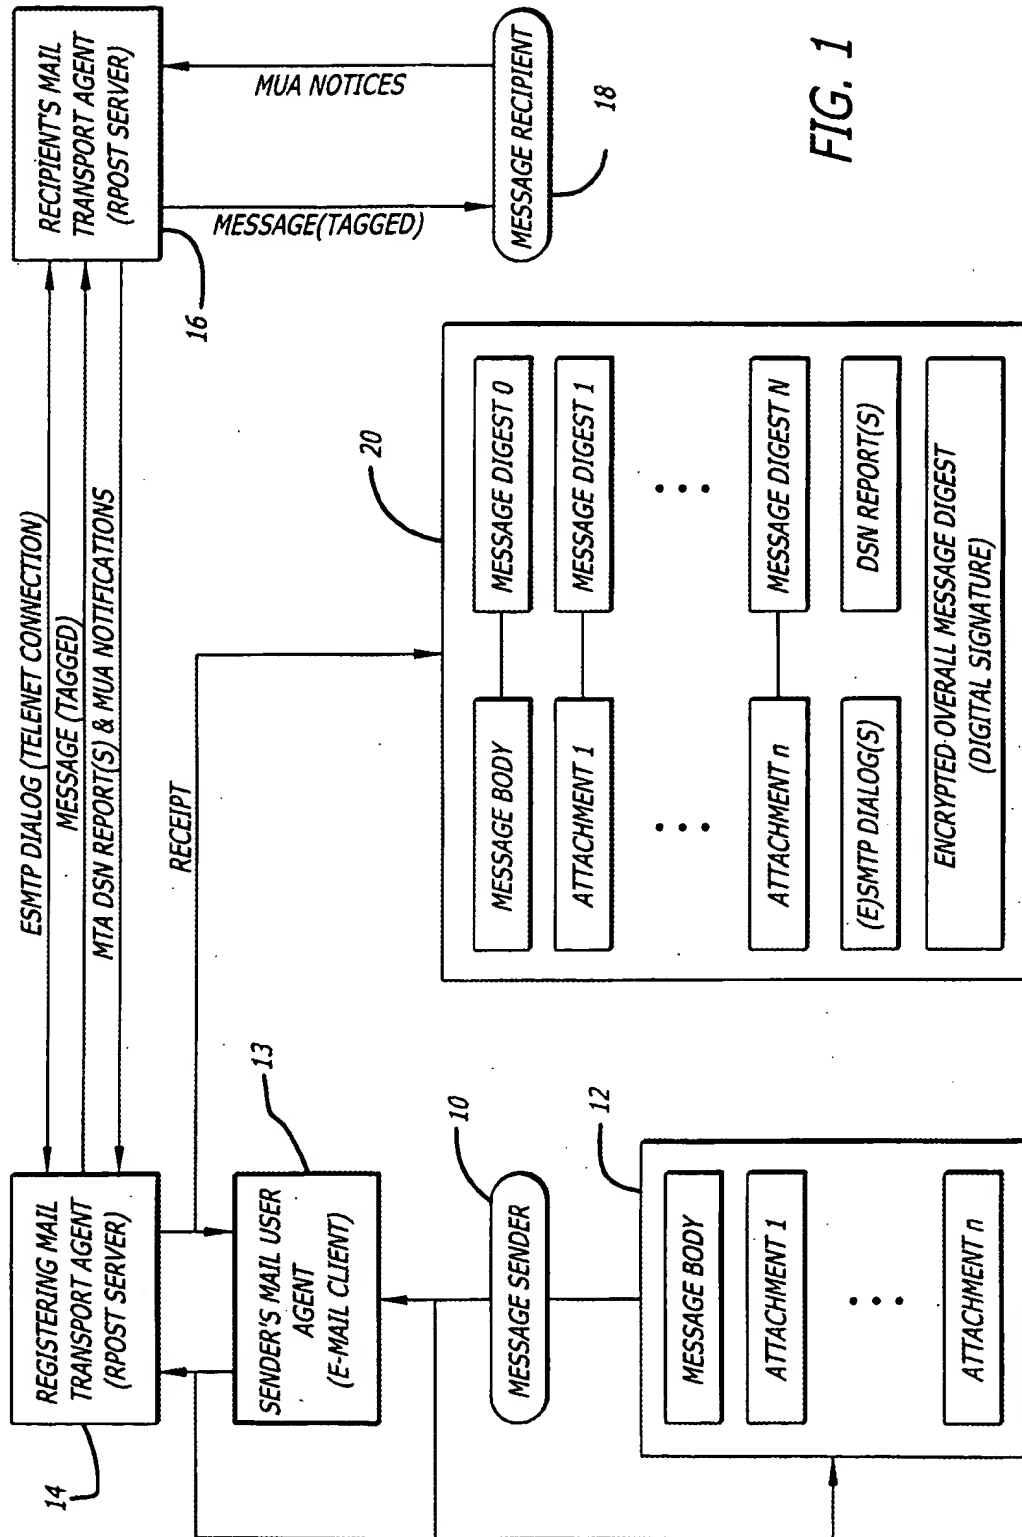 REGISTERING MAIL
TRANSPORT AGENT
(RPOST SERVER)
14
ESMTP DIALOG (TELENET CONNECTION)
MESSAGE (TAGGED)
MTA DSN REPORT(S) & MUA NOTIFICATIONS
RECIPIENT'S MAIL
TRANSPORT AGENT
(RPOST SERVER)
16
RECEIPT
SENDER'S MAIL USER
AGENT
(E-MAIL CLIENT)
13
MESSAGE(TAGGED)
MUA NOTICES
MESSAGE SENDER
10
MESSAGE RECIPIENT
18
12
MESSAGE BODY
ATTACHMENT 1
• • •
ATTACHMENT n
20
MESSAGE BODY
MESSAGE DIGEST 0
ATTACHMENT 1
MESSAGE DIGEST 1
• • •
• • •
ATTACHMENT n
MESSAGE DIGEST N
(E)SMTP DIALOG(S)
DSN REPORT(S)
ENCRYPTED OVERALL MESSAGE DIGEST
(DIGITAL SIGNATURE)
FIG. 1